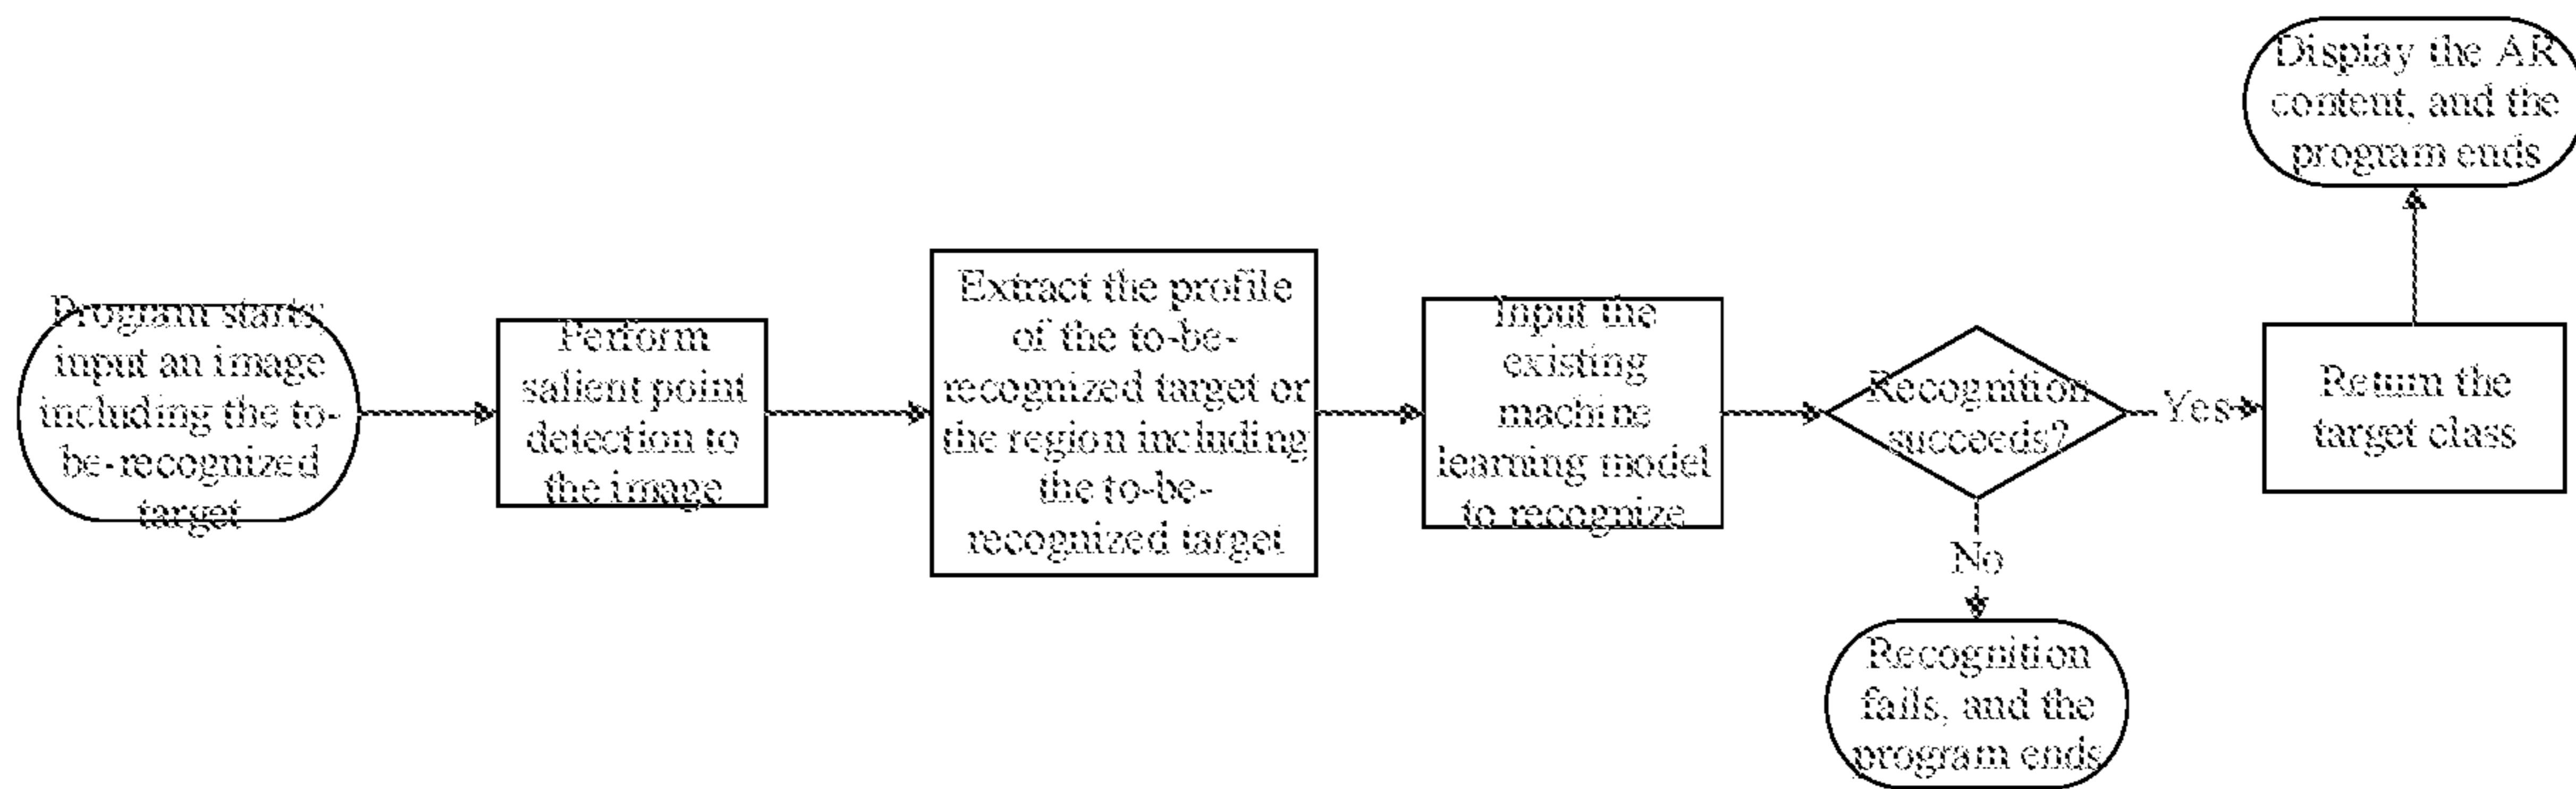 Program starts;
input an image
including the to-
be-recognized
target
Perform
salient point
detection to
the image
Extract the profile
of the to-be-
recognized target or
the region including
the to-be-
recognized target
Input the
existing
machine
learning model
to recognize
Recognition
succeeds?
Yes
Return the
target class
Display the AR
content, and the
program ends
No
Recognition
fails, and the
program ends